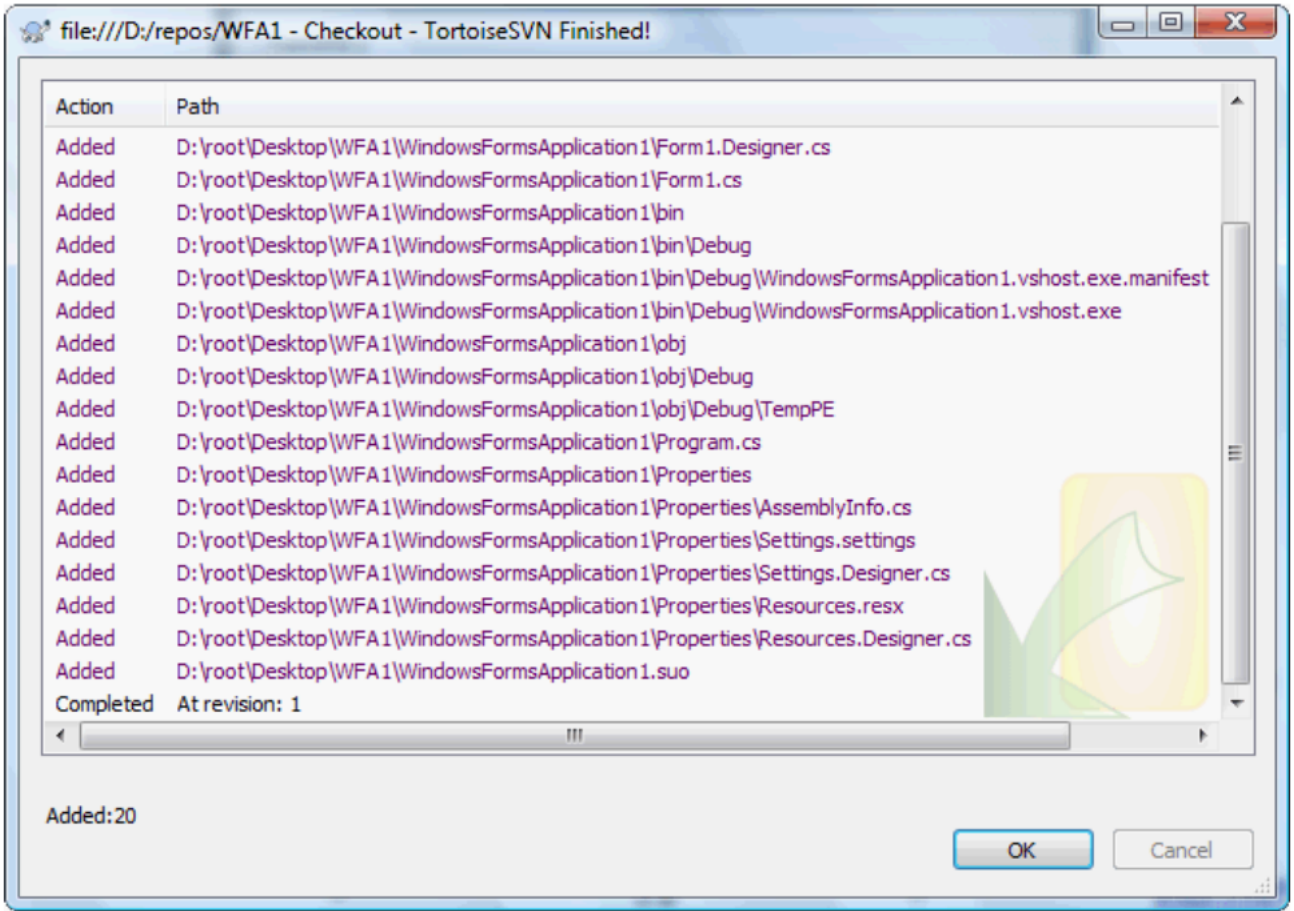 file:///D:/repos/WFA1 - Checkout - TortoiseSVN Finished!
Action Path
Added D:\root\Desktop\WFA1\WindowsFormsApplication1\Form1.Designer.cs
Added D:\root\Desktop\WFA1\WindowsFormsApplication1\Form1.cs
Added D:\root\Desktop\WFA1\WindowsFormsApplication1\bin
Added D:\root\Desktop\WFA1\WindowsFormsApplication1\bin\Debug
Added D:\root\Desktop\WFA1\WindowsFormsApplication1\bin\Debug\WindowsFormsApplication1.vshost.exe.manifest
Added D:\root\Desktop\WFA1\WindowsFormsApplication1\bin\Debug\WindowsFormsApplication1.vshost.exe
Added D:\root\Desktop\WFA1\WindowsFormsApplication1\obj
Added D:\root\Desktop\WFA1\WindowsFormsApplication1\obj\Debug
Added D:\root\Desktop\WFA1\WindowsFormsApplication1\obj\Debug\TempPE
Added D:\root\Desktop\WFA1\WindowsFormsApplication1\Program.cs
Added D:\root\Desktop\WFA1\WindowsFormsApplication1\Properties
Added D:\root\Desktop\WFA1\WindowsFormsApplication1\Properties\AssemblyInfo.cs
Added D:\root\Desktop\WFA1\WindowsFormsApplication1\Properties\Settings.settings
Added D:\root\Desktop\WFA1\WindowsFormsApplication1\Properties\Settings.Designer.cs
Added D:\root\Desktop\WFA1\WindowsFormsApplication1\Properties\Resources.resx
Added D:\root\Desktop\WFA1\WindowsFormsApplication1\Properties\Resources.Designer.cs
Added D:\root\Desktop\WFA1\WindowsFormsApplication1.suo
Completed At revision: 1
Added:20
OK Cancel